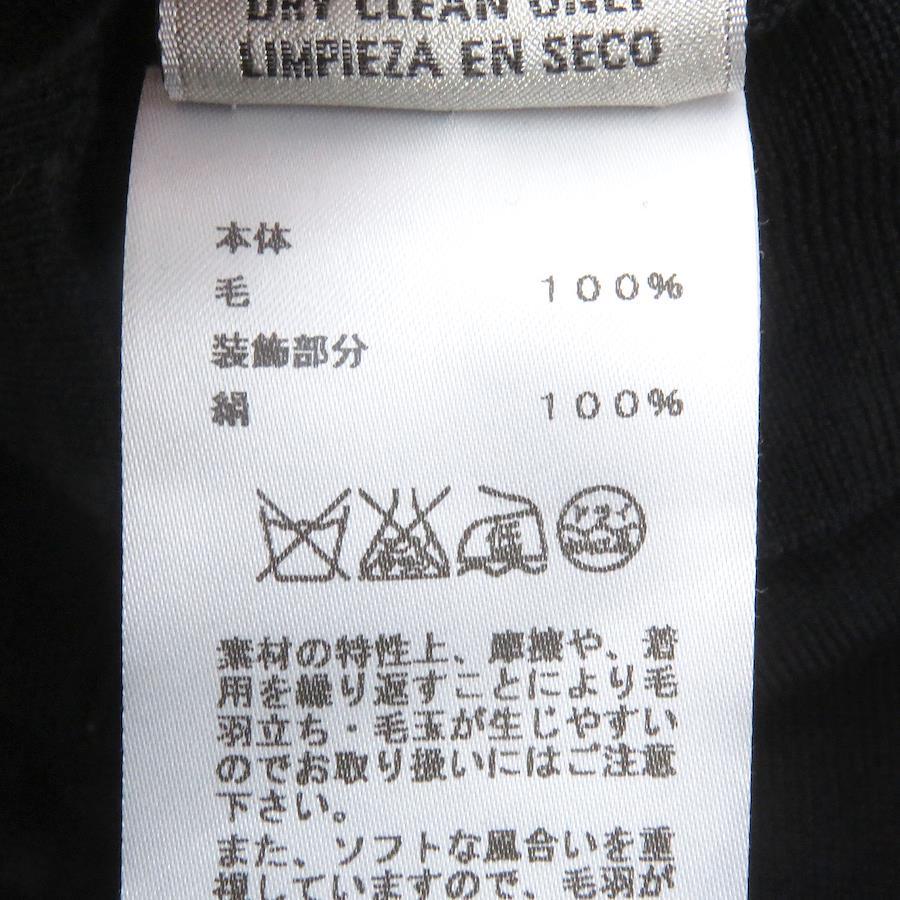 DRY CLEAN ONLY
LIMPIEZA EN SECO
本体
毛 100%
装飾部分
絹 100%
低
素材の特性上、摩擦や、着
用を繰り返すことにより毛
羽立ち・毛玉が生じやすい
のでお取り扱いにはご注意
下さい。
また、ソフトな風合いを重
視していますので、毛羽が